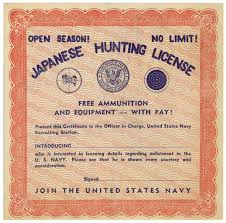 OPEN SEASON! NO LIMIT!
JAPANESE HUNTING LICENSE
FREE AMMUNITION
AND EQUIPMENT — WITH PAY!
Present this Certificate to the Officer in Charge, United States Navy
Recruiting Station.
INTRODUCING
who is interested in learning details regarding enlistment in the
U. S. NAVY. Please see that he is shown every courtesy and
consideration.
Signed
JOIN THE UNITED STATES NAVY